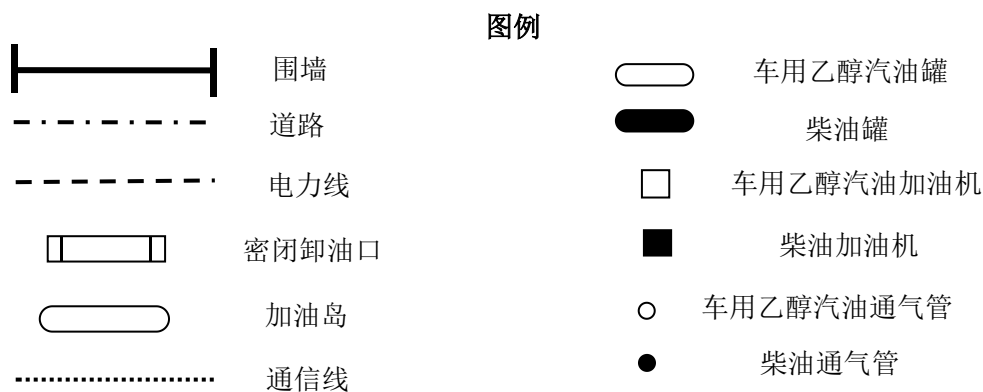 图例
围墙
道路
电力线
密闭卸油口
加油岛
通信线
车用乙醇汽油罐
柴油罐
车用乙醇汽油加油机
柴油加油机
车用乙醇汽油通气管
柴油通气管